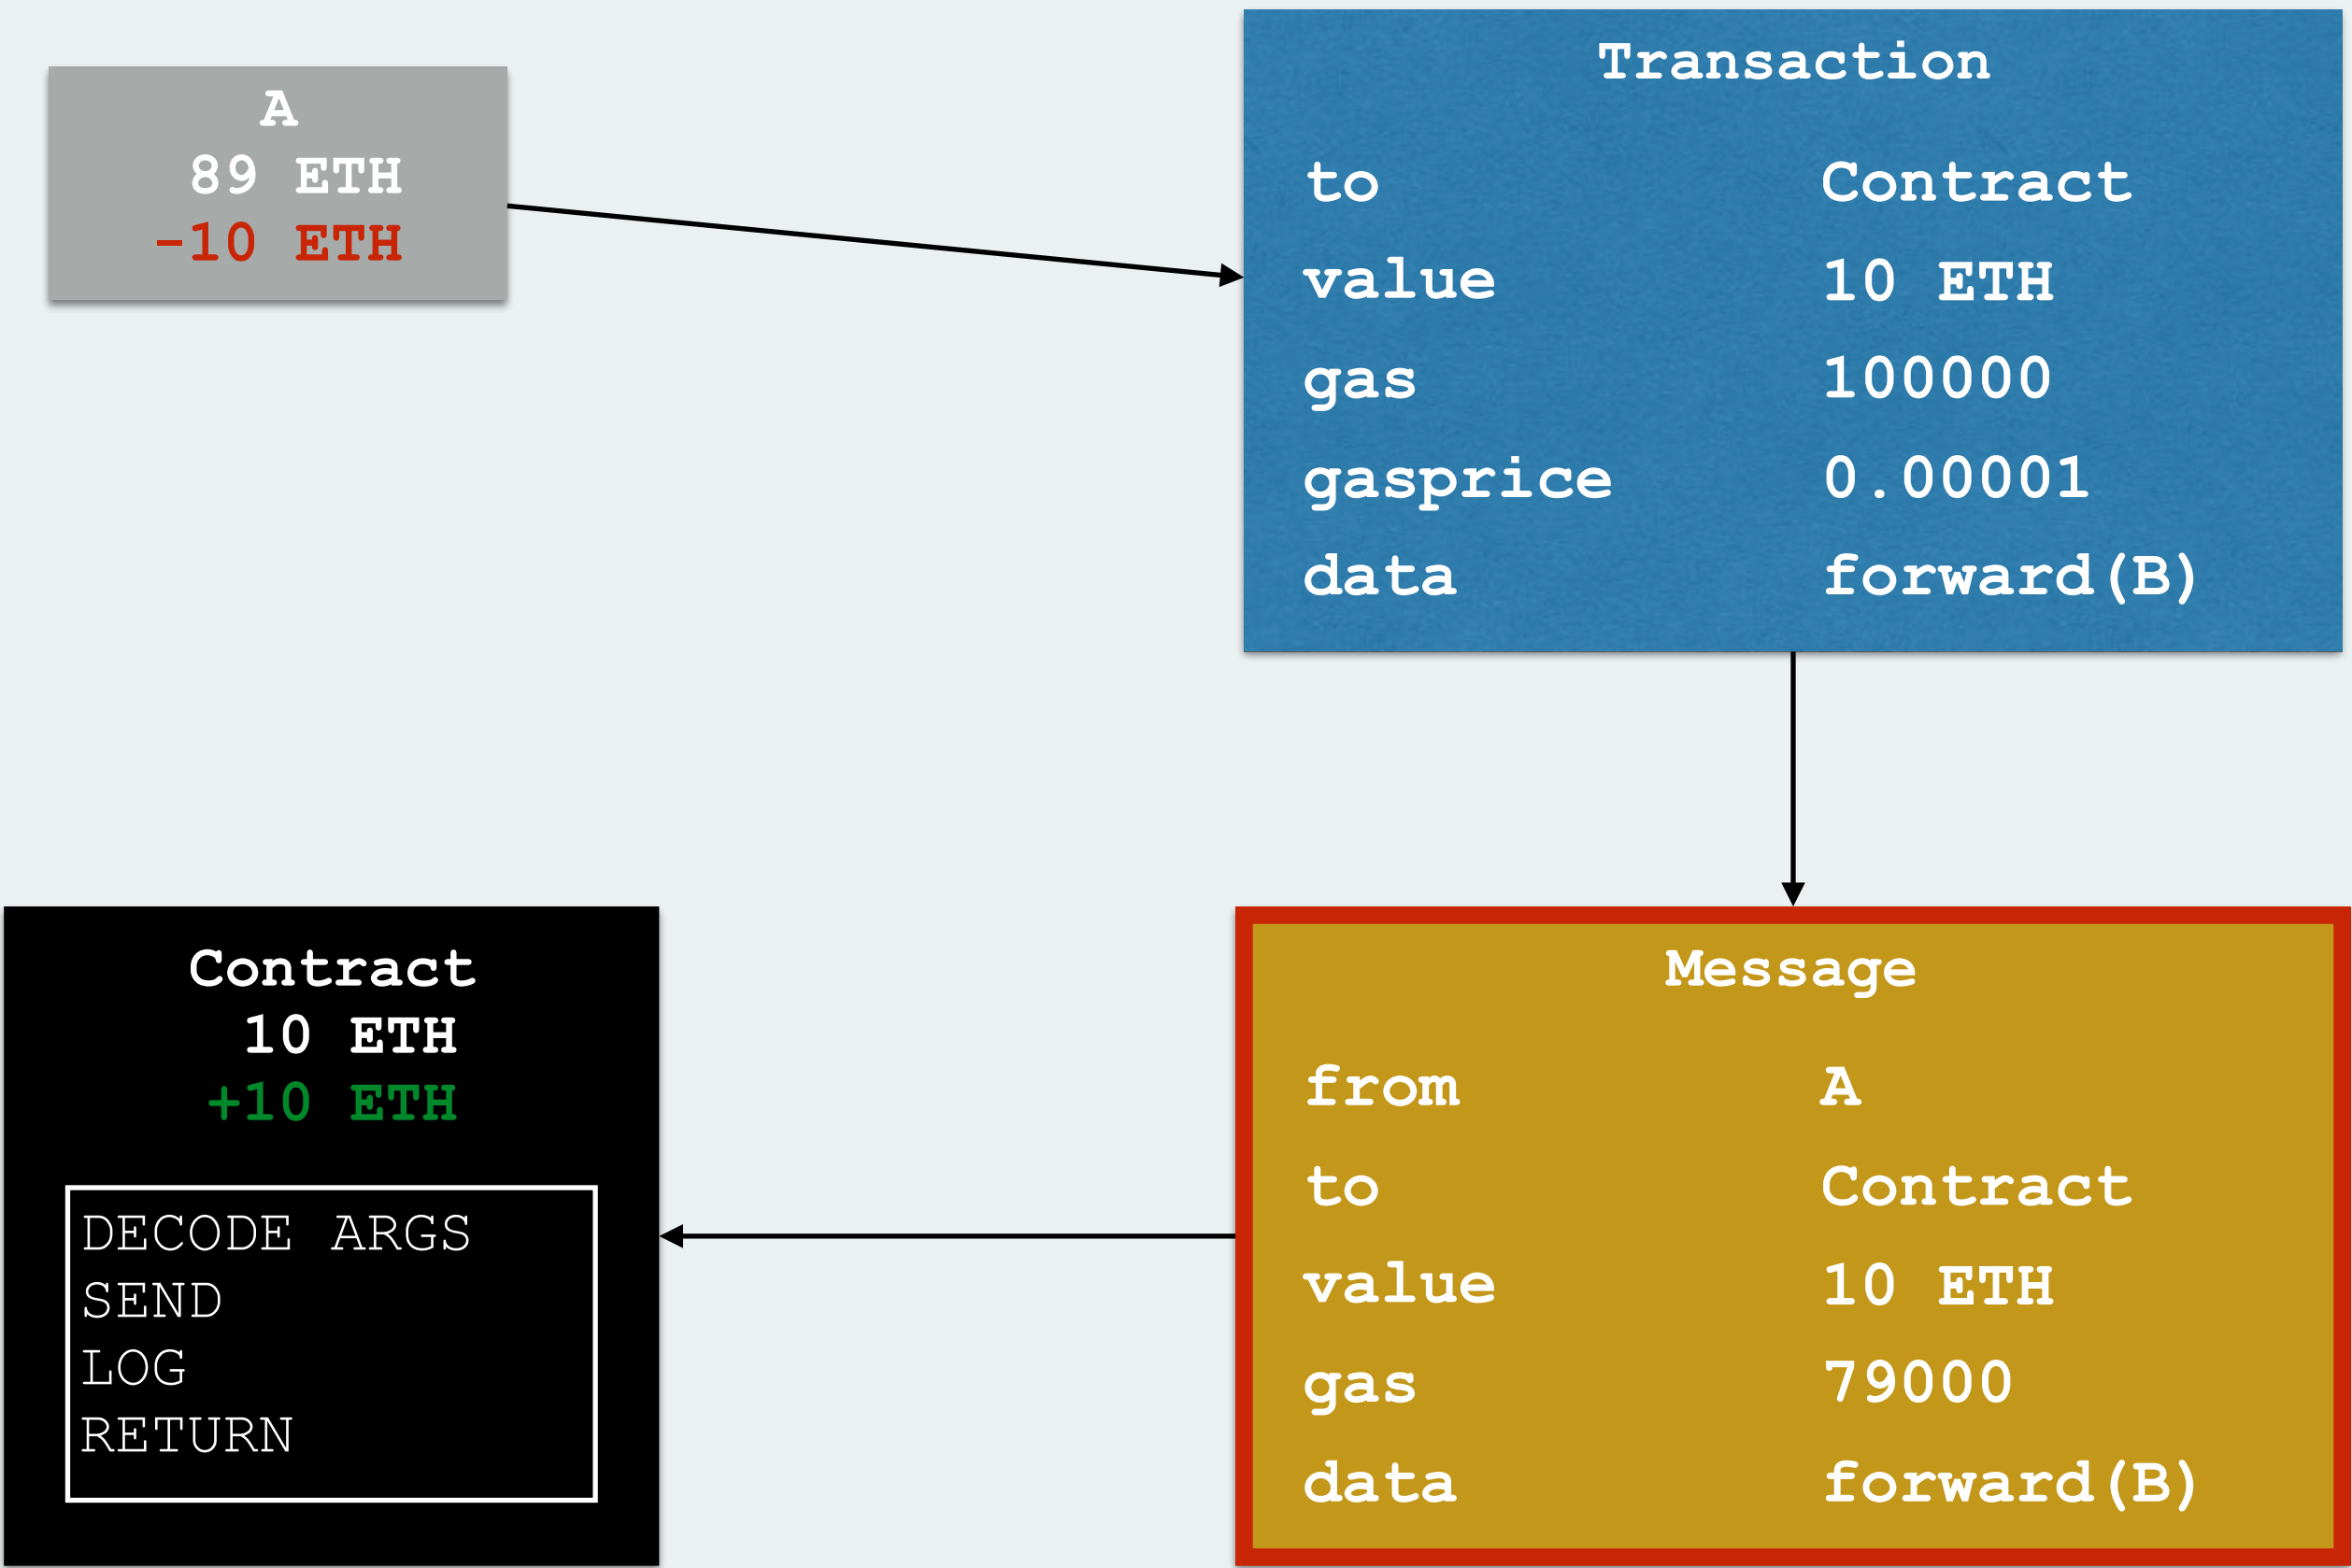 A
89 ETH
-10 ETH
Transaction
to Contract
value 10 ETH
gas 100000
gasprice 0.00001
data forward(B)
Contract
10 ETH
+10 ETH
DECODE ARGS
SEND
LOG
RETURN
Message
from A
to Contract
value 10 ETH
gas 79000
data forward(B)